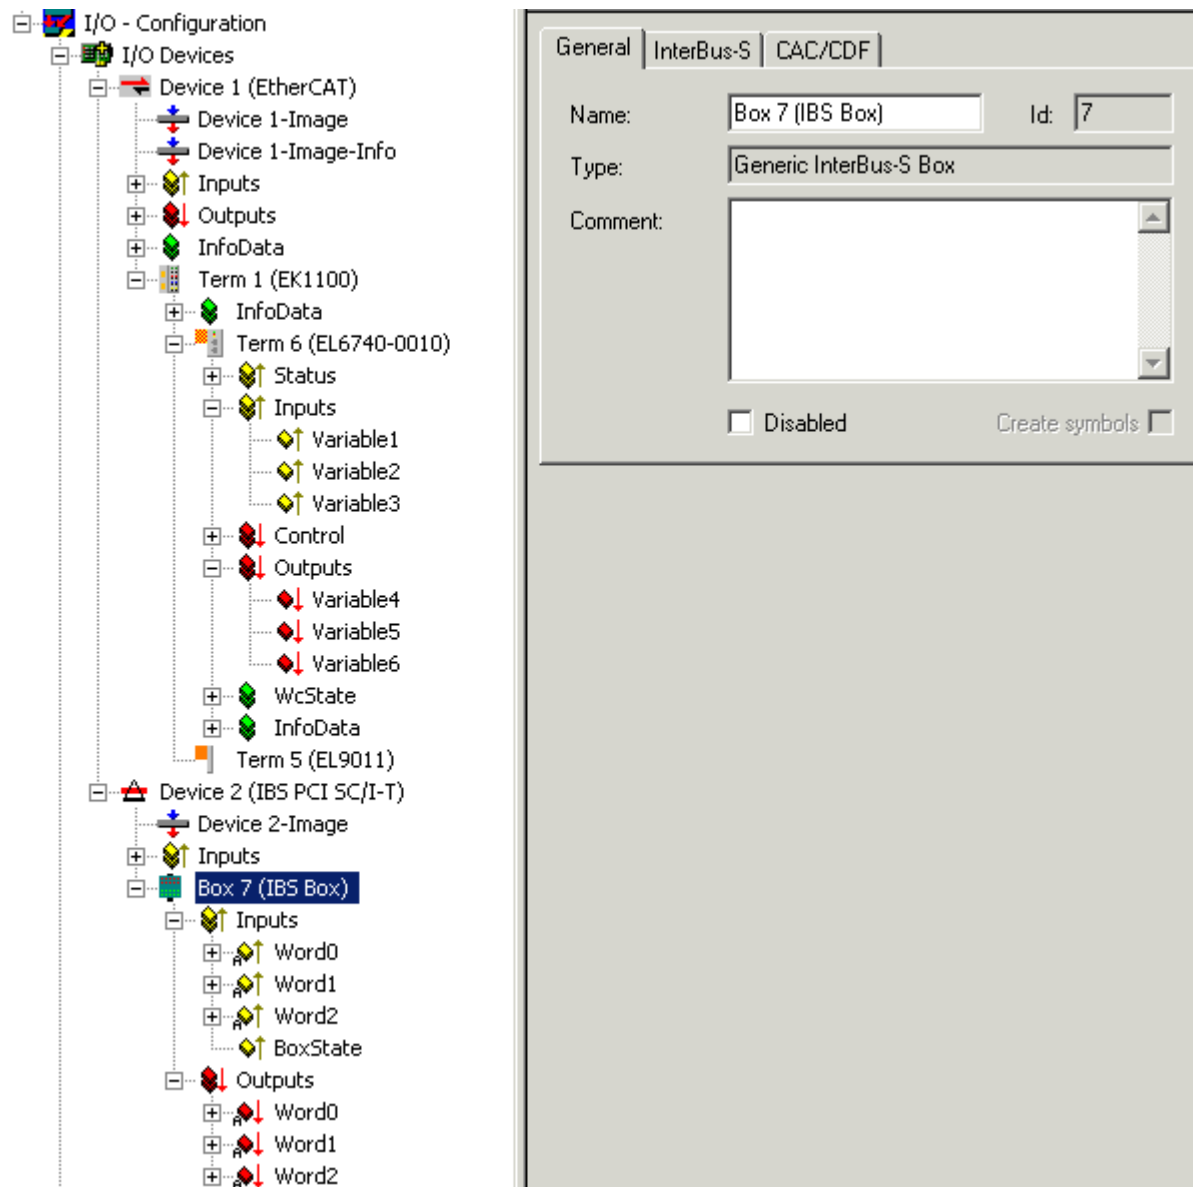 I/O - Configuration
I/O Devices
Device 1 (EtherCAT)
Device 1-Image
Device 1-Image-Info
Inputs
Outputs
InfoData
Term 1 (EK1100)
InfoData
Term 6 (EL6740-0010)
Status
Inputs
Variable1
Variable2
Variable3
Control
Outputs
Variable4
Variable5
Variable6
WcState
InfoData
Term 5 (EL9011)
Device 2 (IBS PCI SC/I-T)
Device 2-Image
Inputs
Box 7 (IBS Box)
Inputs
Word0
Word1
Word2
BoxState
Outputs
Word0
Word1
Word2
General InterBus-S CAC/CDF
Name: Box 7 (IBS Box) Id: 7
Type: Generic InterBus-S Box
Comment:
Disabled Create symbols